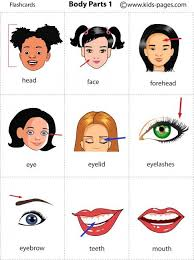 Flashcards
Body Parts 1
www.kids-pages.com
head
face
forehead
eye
eyelid
eyelashes
eyebrow
teeth
mouth